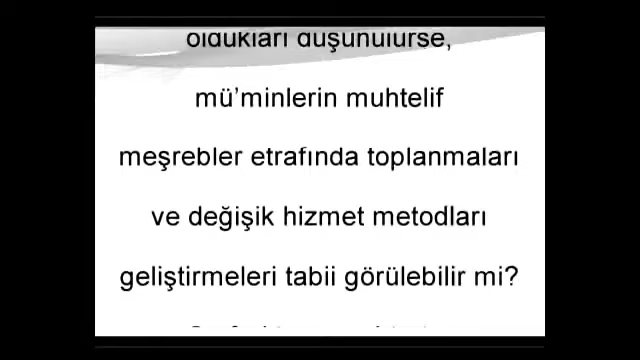 oldukları düşünülürse,
mü’minlerin muhtelif
meşrebler etrafında toplanmaları
ve değişik hizmet metodları
geliştirmeleri tabii görülebilir mi?